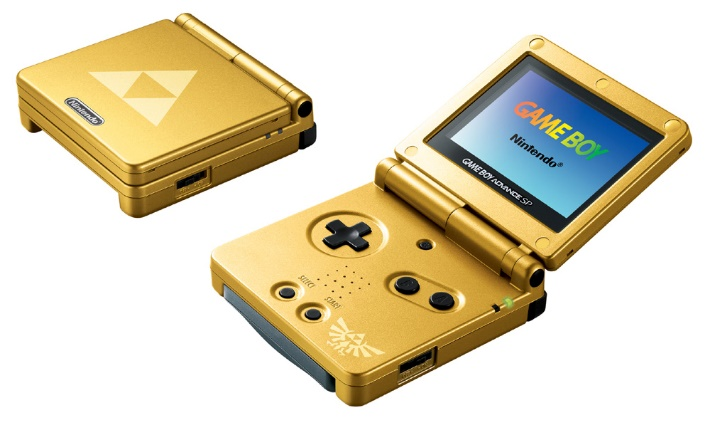 Nintendo
GAME BOY
Nintendo®
GAME BOY ADVANCE SP
SELECT
START